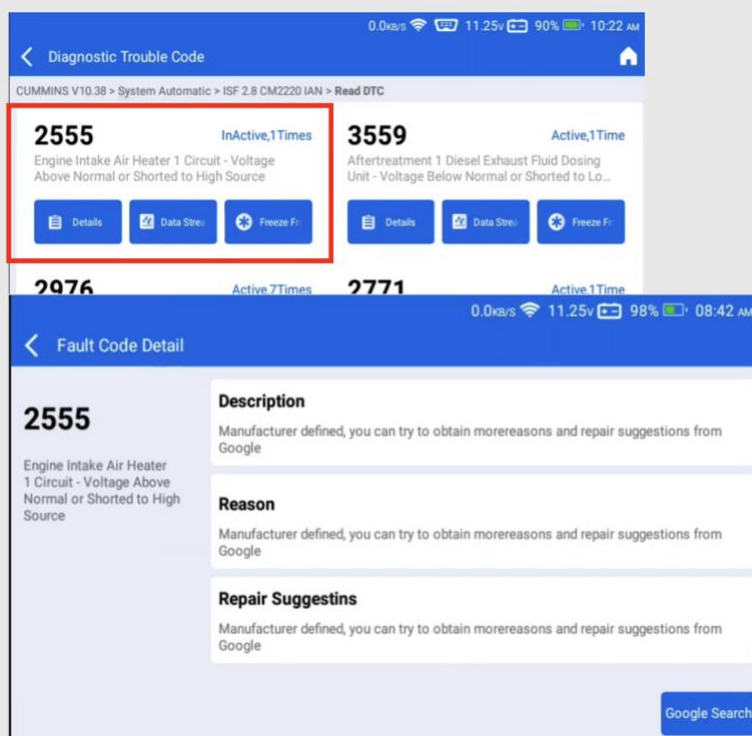 0.0KB/S 11.25v 90% 10:22 AM
Diagnostic Trouble Code
CUMMINS V10.38 > System Automatic > ISF 2.8 CM2220 IAN > Read DTC
2555 InActive,1Times
Engine Intake Air Heater 1 Circuit - Voltage
Above Normal or Shorted to High Source
Details Data Stre Freeze Fr
3559 Active,1Time
Aftertreatment 1 Diesel Exhaust Fluid Dosing
Unit - Voltage Below Normal or Shorted to Lo...
Details Data Stre Freeze Fr
2976 Active,7Times
2771 Active,1Time
0.0KB/S 11.25v 98% 08:42 AM
Fault Code Detail
2555
Engine Intake Air Heater
1 Circuit - Voltage Above
Normal or Shorted to High
Source
Description
Manufacturer defined, you can try to obtain morereasons and repair suggestions from
Google
Reason
Manufacturer defined, you can try to obtain morereasons and repair suggestions from
Google
Repair Suggestins
Manufacturer defined, you can try to obtain morereasons and repair suggestions from
Google
Google Search